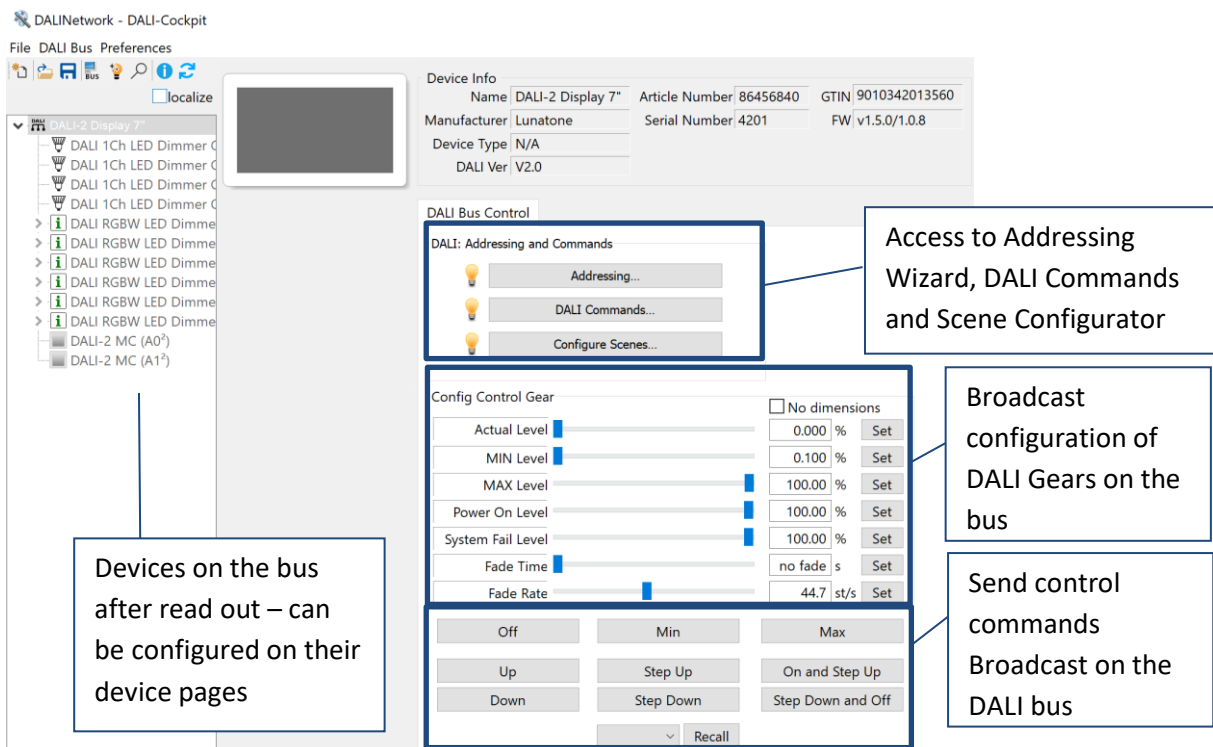 DALINetwork - DALI-Cockpit
File DALI Bus Preferences
BUS
localize
DALI
DALI-2 Display 7"
DALI 1Ch LED Dimmer C
DALI 1Ch LED Dimmer C
DALI 1Ch LED Dimmer C
DALI 1Ch LED Dimmer C
DALI RGBW LED Dimme
DALI RGBW LED Dimme
DALI RGBW LED Dimme
DALI RGBW LED Dimme
DALI RGBW LED Dimme
DALI RGBW LED Dimme
DALI-2 MC (A0²)
DALI-2 MC (A1²)
Device Info
Name DALI-2 Display 7" Article Number 86456840 GTIN 9010342013560
Manufacturer Lunatone Serial Number 4201 FW v1.5.0/1.0.8
Device Type N/A
DALI Ver V2.0
DALI Bus Control
DALI: Addressing and Commands
Addressing...
DALI Commands...
Configure Scenes...
Config Control Gear
No dimensions
Actual Level 0.000 % Set
MIN Level 0.100 % Set
MAX Level 100.00 % Set
Power On Level 100.00 % Set
System Fail Level 100.00 % Set
Fade Time no fade s Set
Fade Rate 44.7 st/s Set
Off Min Max
Up Step Up On and Step Up
Down Step Down Step Down and Off
Recall
Access to Addressing
Wizard, DALI Commands
and Scene Configurator
Broadcast
configuration of
DALI Gears on the
bus
Send control
commands
Broadcast on the
DALI bus
Devices on the bus
after read out – can
be configured on their
device pages